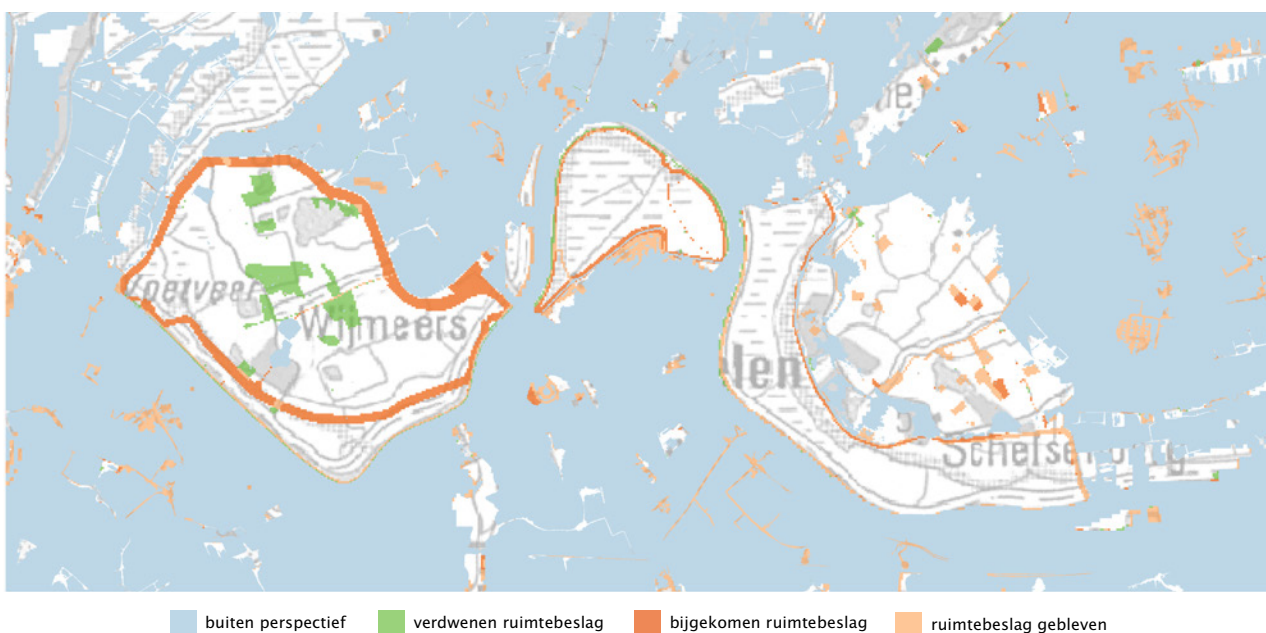 Wijmeers
buiten perspectief
verdwenen ruimtebeslag
bijgekomen ruimtebeslag
ruimtebeslag gebleven